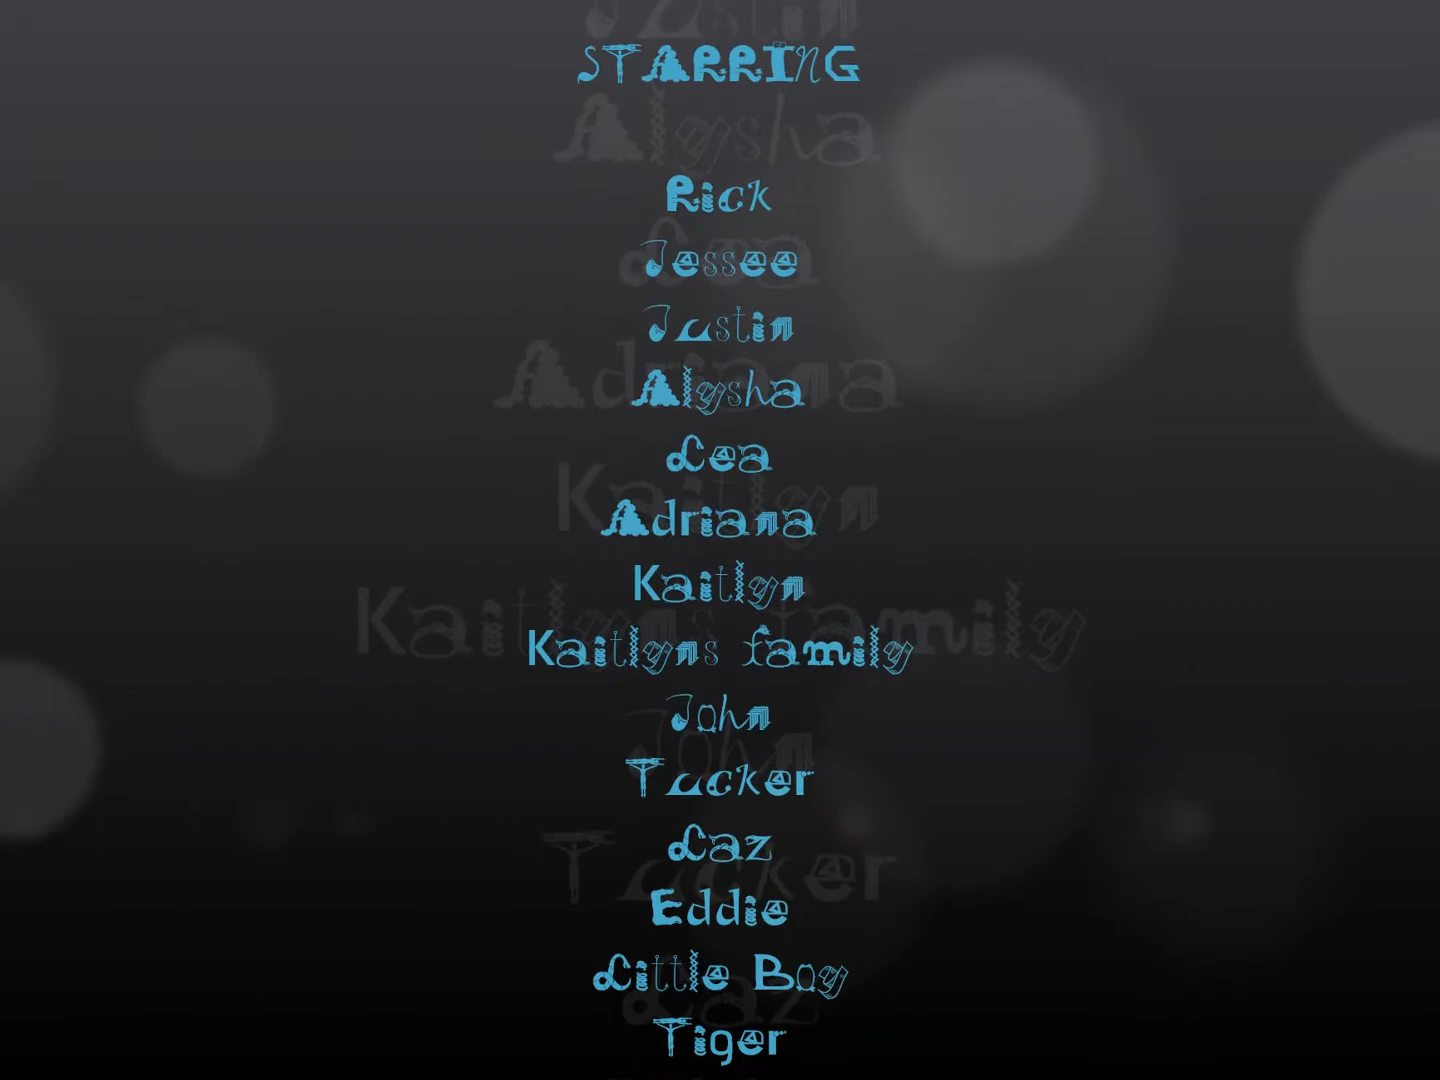 STARRING
Rick
Jessee
Justin
Alysha
Lea
Adriana
Kaitlyn
Kaitlyns family
John
Tucker
Laz
Eddie
Little Boy
Tiger